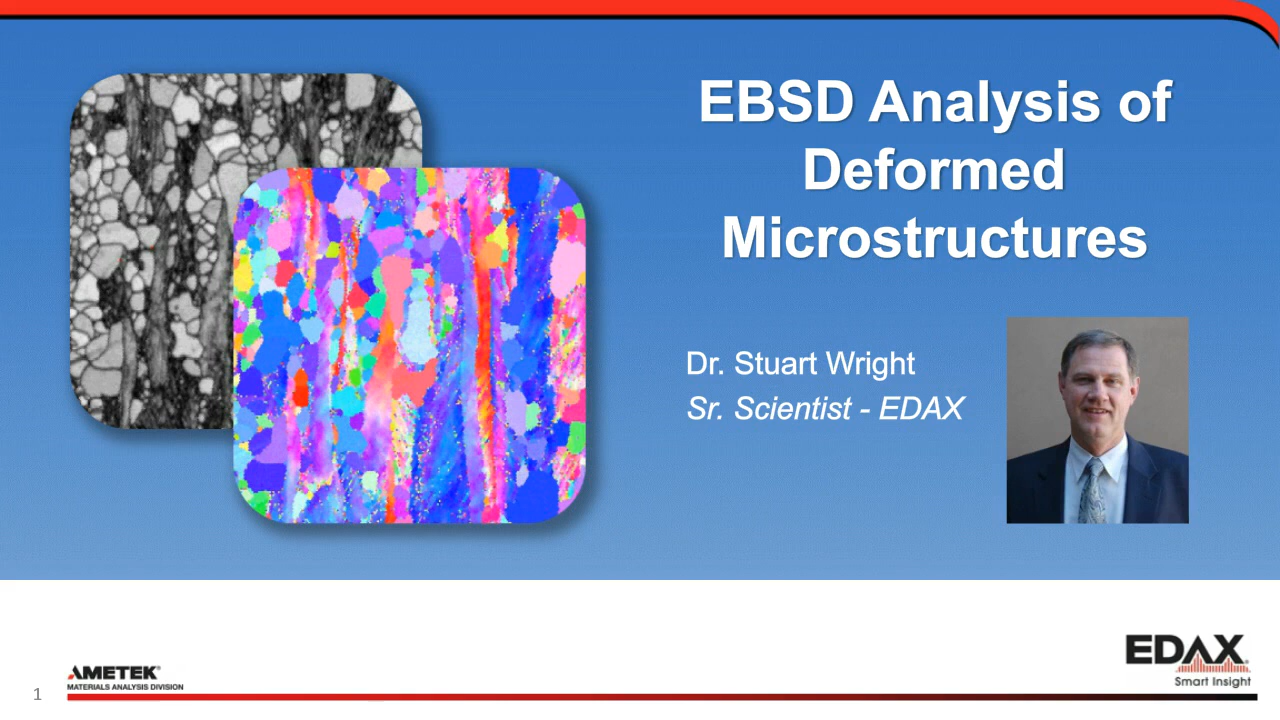 EBSD Analysis of
Deformed
Microstructures
Dr. Stuart Wright
Sr. Scientist - EDAX
AMETEK®
MATERIALS ANALYSIS DIVISION
1
EDAX
Smart Insight